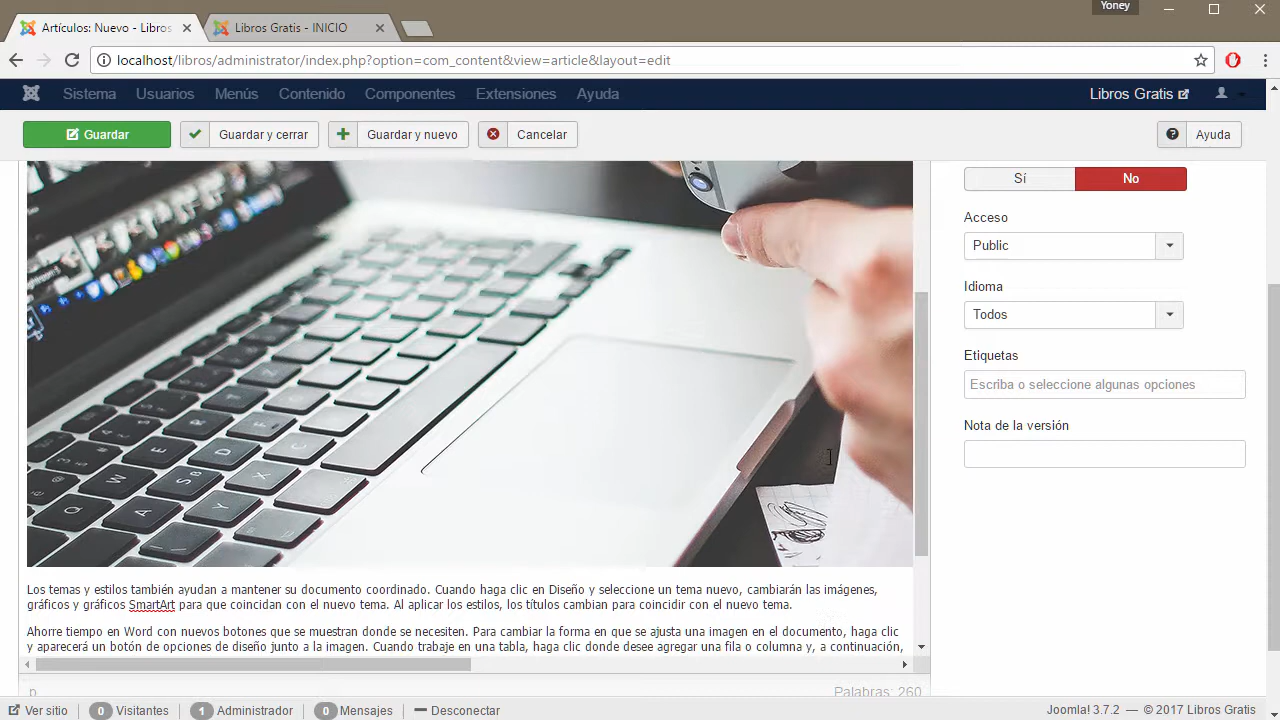 Yoney
Artículos: Nuevo - Libros
Libros Gratis - INICIO
localhost/libros/administrator/index.php?option=com_content&view=article&layout=edit
Sistema Usuarios Menús Contenido Componentes Extensiones Ayuda Libros Gratis
Guardar Guardar y cerrar Guardar y nuevo Cancelar Ayuda
Sí No
Acceso
Public
Idioma
Todos
Etiquetas
Escriba o seleccione algunas opciones
Nota de la versión
Los temas y estilos también ayudan a mantener su documento coordinado. Cuando haga clic en Diseño y seleccione un tema nuevo, cambiarán las imágenes,
gráficos y gráficos SmartArt para que coincidan con el nuevo tema. Al aplicar los estilos, los títulos cambian para coincidir con el nuevo tema.
Ahorre tiempo en Word con nuevos botones que se muestran donde se necesiten. Para cambiar la forma en que se ajusta una imagen en el documento, haga clic
y aparecerá un botón de opciones de diseño junto a la imagen. Cuando trabaje en una tabla, haga clic donde desee agregar una fila o columna y, a continuación,
p
Palabras: 260
Ver sitio 0 Visitantes 1 Administrador 0 Mensajes Desconectar Joomla! 3.7.2 — © 2017 Libros Gratis